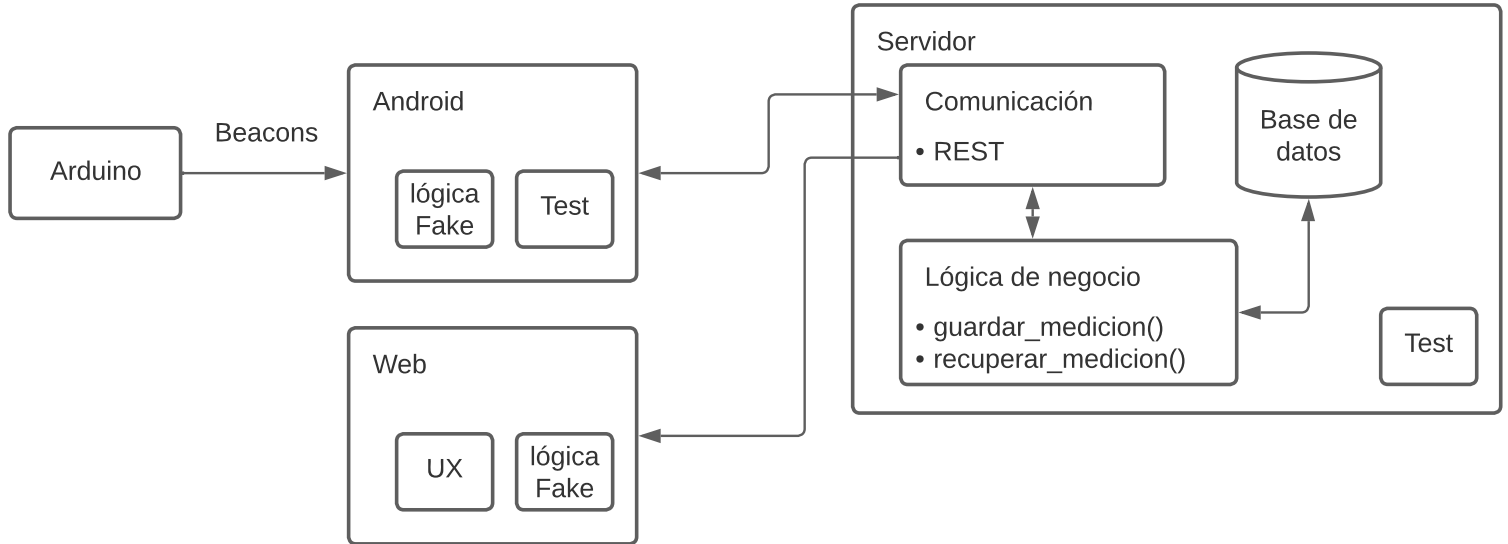 Arduino
Beacons
Android
lógica
Fake
Test
Web
UX
lógica
Fake
Servidor
Comunicación
• REST
Base de
datos
Lógica de negocio
• guardar_medicion()
• recuperar_medicion()
Test